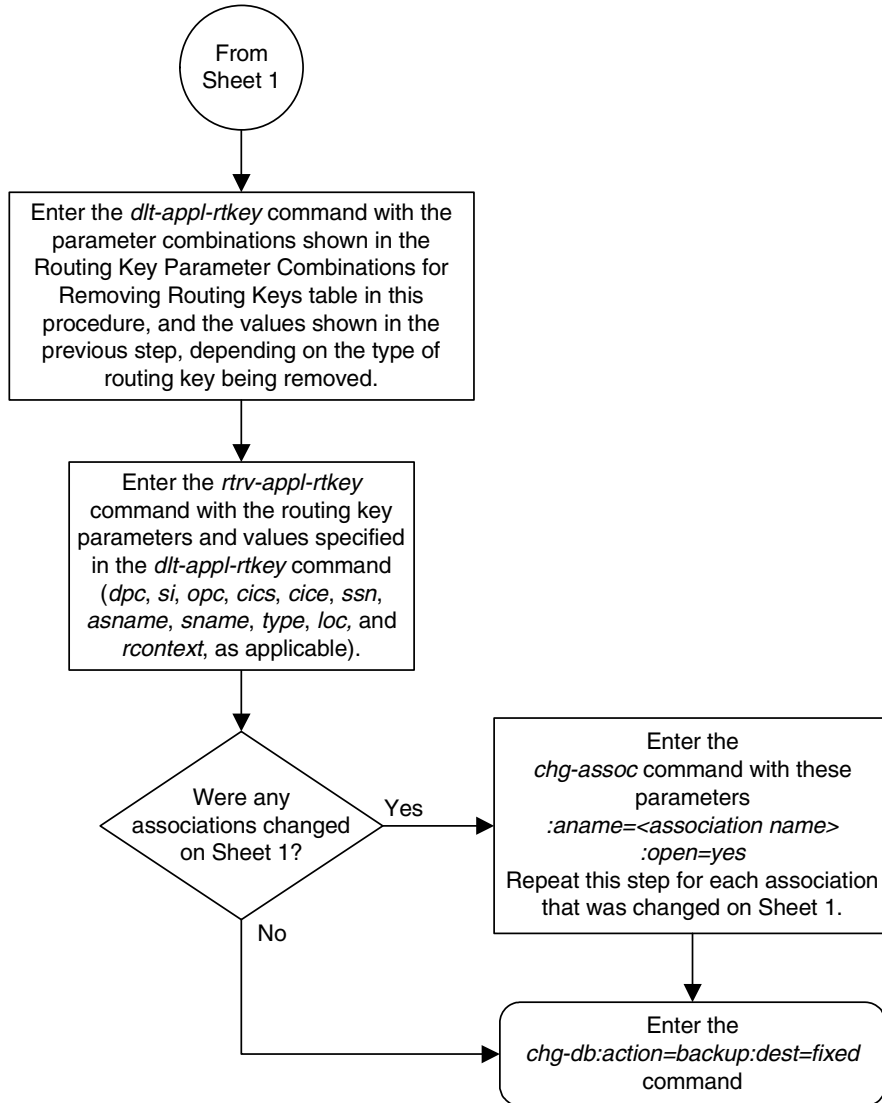 From
Sheet 1
Enter the dlt-appl-rtkey command with the
parameter combinations shown in the
Routing Key Parameter Combinations for
Removing Routing Keys table in this
procedure, and the values shown in the
previous step, depending on the type of
routing key being removed.
Enter the rtrv-appl-rtkey
command with the routing key
parameters and values specified
in the dlt-appl-rtkey command
(dpc, si, opc, cics, cice, ssn,
asname, sname, type, loc, and
rcontext, as applicable).
Were any
associations changed
on Sheet 1?
Yes
No
Enter the
chg-assoc command with these
parameters
:aname=<association name>
:open=yes
Repeat this step for each association
that was changed on Sheet 1.
Enter the
chg-db:action=backup:dest=fixed
command